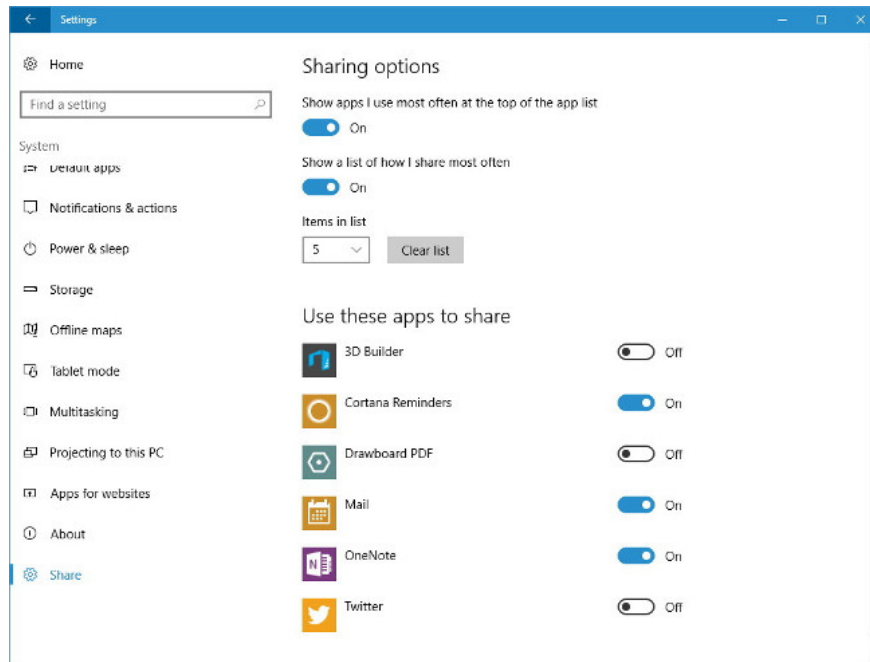 Settings
Home
Find a setting
System
Default apps
Notifications & actions
Power & sleep
Storage
Offline maps
Tablet mode
Multitasking
Projecting to this PC
Apps for websites
About
Share
Sharing options
Show apps I use most often at the top of the app list
On
Show a list of how I share most often
On
Items in list
5 Clear list
Use these apps to share
3D Builder Off
Cortana Reminders On
Drawboard PDF Off
Mail On
OneNote On
Twitter Off